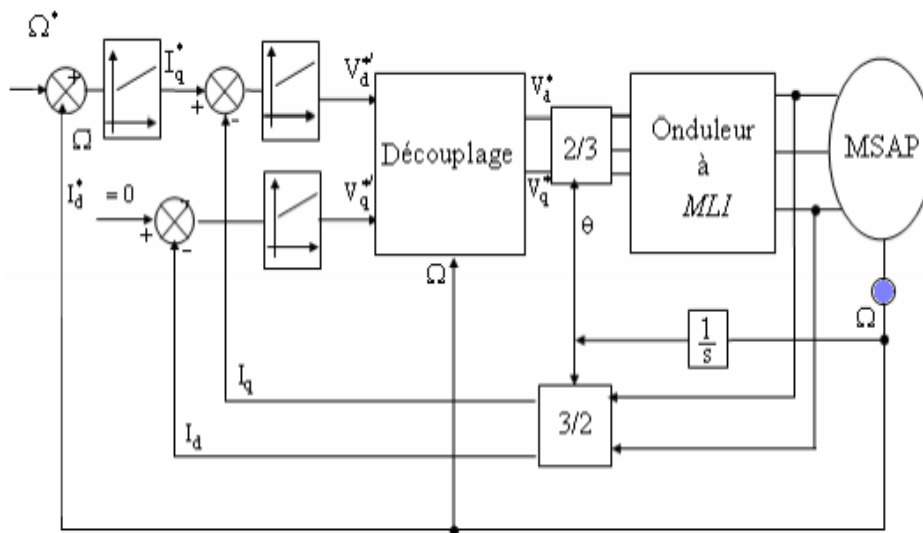 Ω*
+
I*q
+
-
V*'d
Ω
I*d = 0
+
-
V*'q
Découplage
Ω
V*d
V*q
2/3
θ
Onduleur
à
MLI
MSAP
Ω
1/s
Iq
Id
3/2